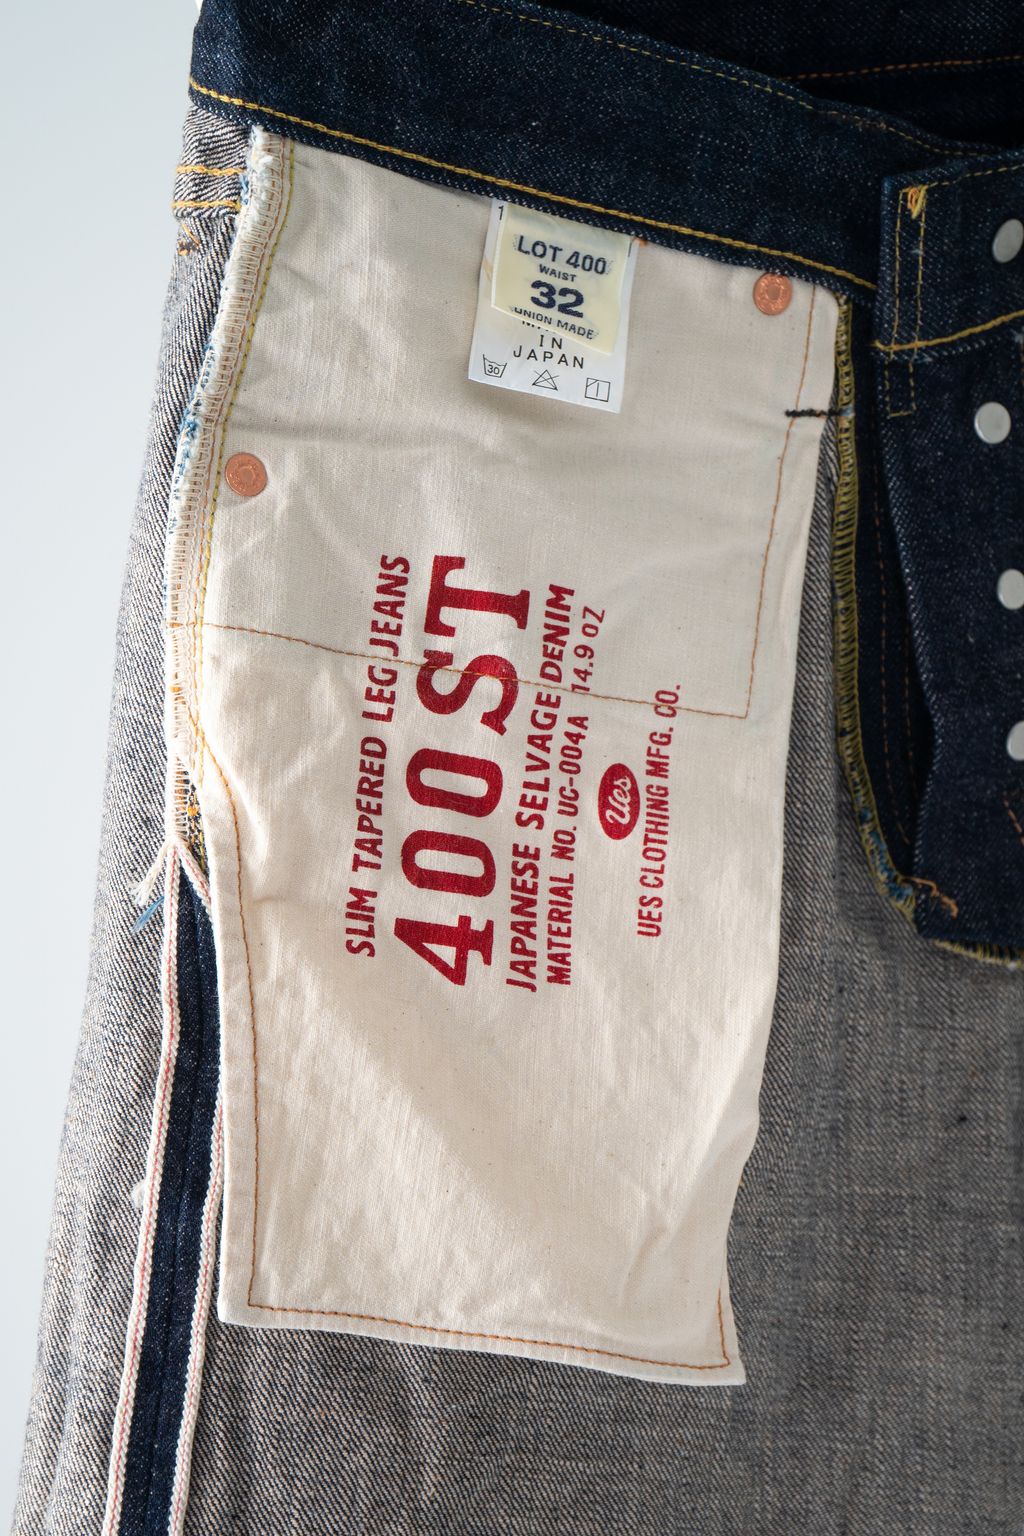 1
LOT 400
WAIST
32
UNION MADE
IN
JAPAN
30
SLIM TAPERED LEG JEANS
400ST
JAPANESE SELVAGE DENIM
MATERIAL NO. UC-004A 14.9 OZ
Ues
UES CLOTHING MFG. CO.